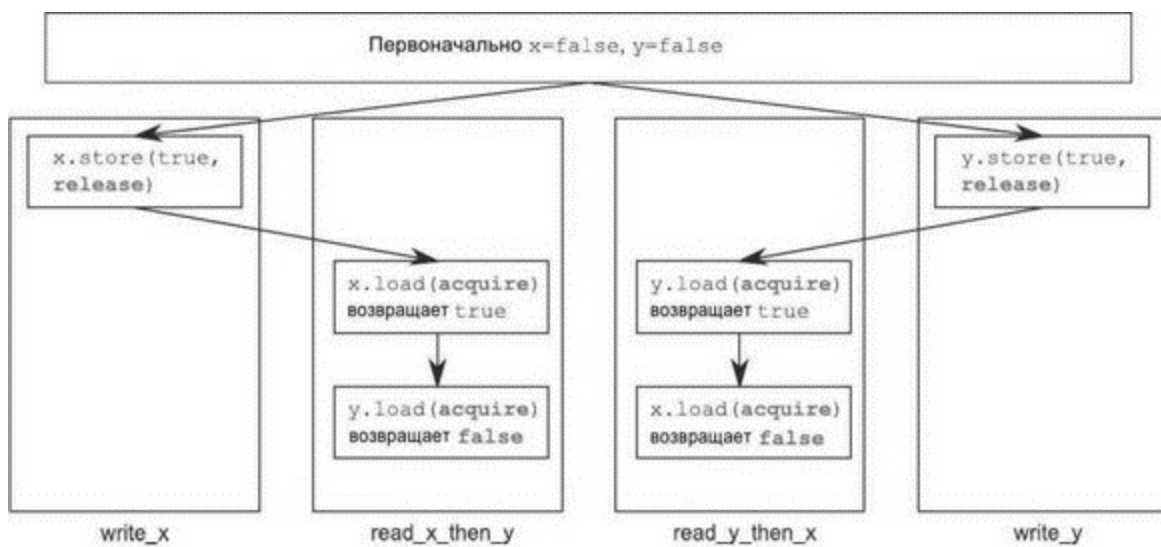 Первоначально x=false, y=false
x.store(true,
release)
y.store(true,
release)
x.load(acquire)
возвращает true
y.load(acquire)
возвращает true
y.load(acquire)
возвращает false
x.load(acquire)
возвращает false
write_x
read_x_then_y
read_y_then_x
write_y